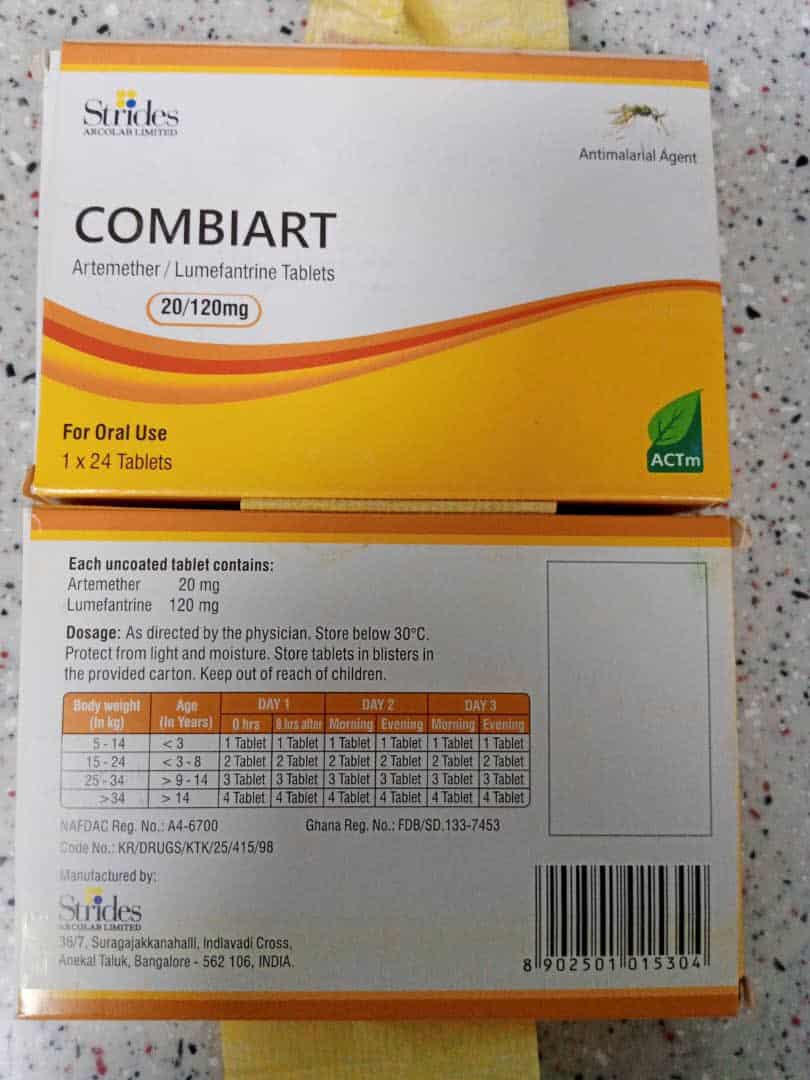 Strides
ARCOLAB LIMITED
Antimalarial Agent
COMBIART
Artemether / Lumefantrine Tablets
20/120mg
For Oral Use
1 x 24 Tablets
ACTm
Each uncoated tablet contains:
Artemether 20 mg
Lumefantrine 120 mg
Dosage: As directed by the physician. Store below 30°C.
Protect from light and moisture. Store tablets in blisters in
the provided carton. Keep out of reach of children.
Body weight (In kg) Age (In Years) DAY 1 DAY 2 DAY 3
0 hrs 8 hrs after Morning Evening Morning Evening
5 - 14 < 3 1 Tablet 1 Tablet 1 Tablet 1 Tablet 1 Tablet 1 Tablet
15 - 24 < 3 - 8 2 Tablet 2 Tablet 2 Tablet 2 Tablet 2 Tablet 2 Tablet
25 - 34 > 9 - 14 3 Tablet 3 Tablet 3 Tablet 3 Tablet 3 Tablet 3 Tablet
>34 > 14 4 Tablet 4 Tablet 4 Tablet 4 Tablet 4 Tablet 4 Tablet
NAFDAC Reg. No.: A4-6700 Ghana Reg. No.: FDB/SD.133-7453
Code No.: KR/DRUGS/KTK/25/415/98
Manufactured by:
Strides
ARCOLAB LIMITED
36/7, Suragajakkanahalli, Indlavadi Cross,
Anekal Taluk, Bangalore - 562 106, INDIA.
8 902501 015304